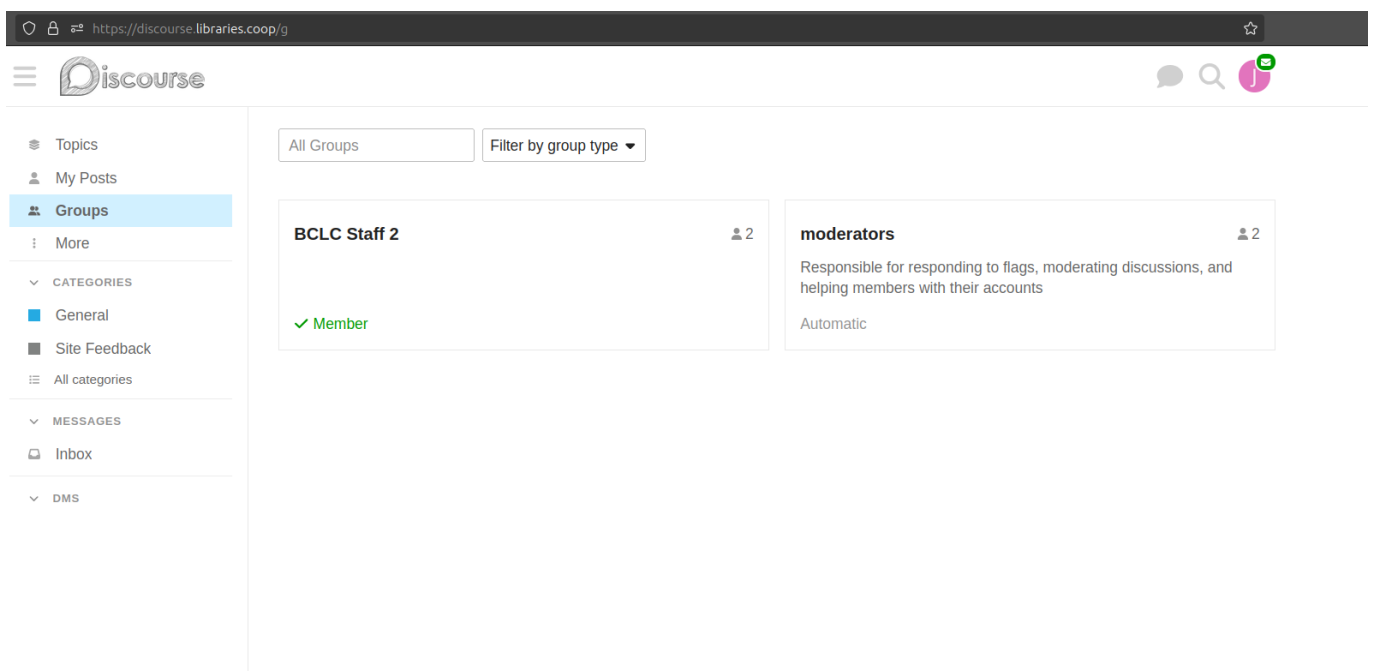 https://discourse.libraries.coop/g
Discourse
J
Topics
My Posts
Groups
More
CATEGORIES
General
Site Feedback
All categories
MESSAGES
Inbox
DMS
All Groups
Filter by group type
BCLC Staff 2
2
Member
moderators
2
Responsible for responding to flags, moderating discussions, and
helping members with their accounts
Automatic